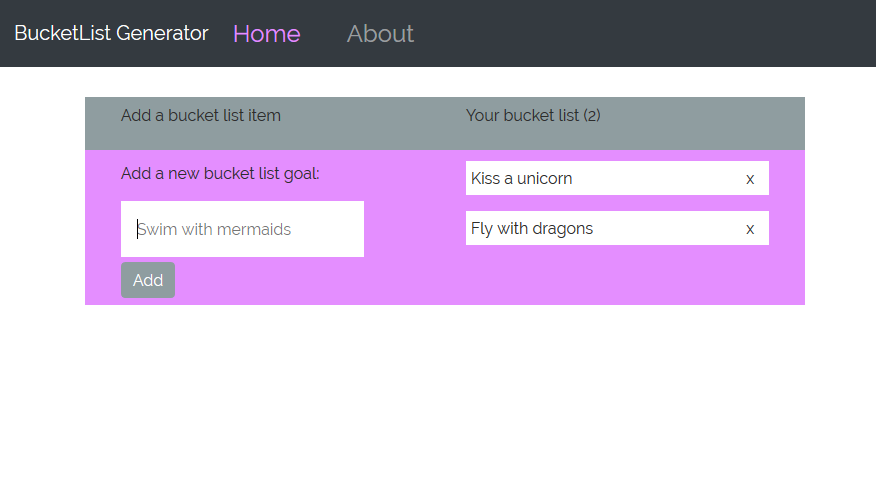 BucketList Generator Home About
Add a bucket list item
Your bucket list (2)
Add a new bucket list goal:
Swim with mermaids
Add
Kiss a unicorn x
Fly with dragons x